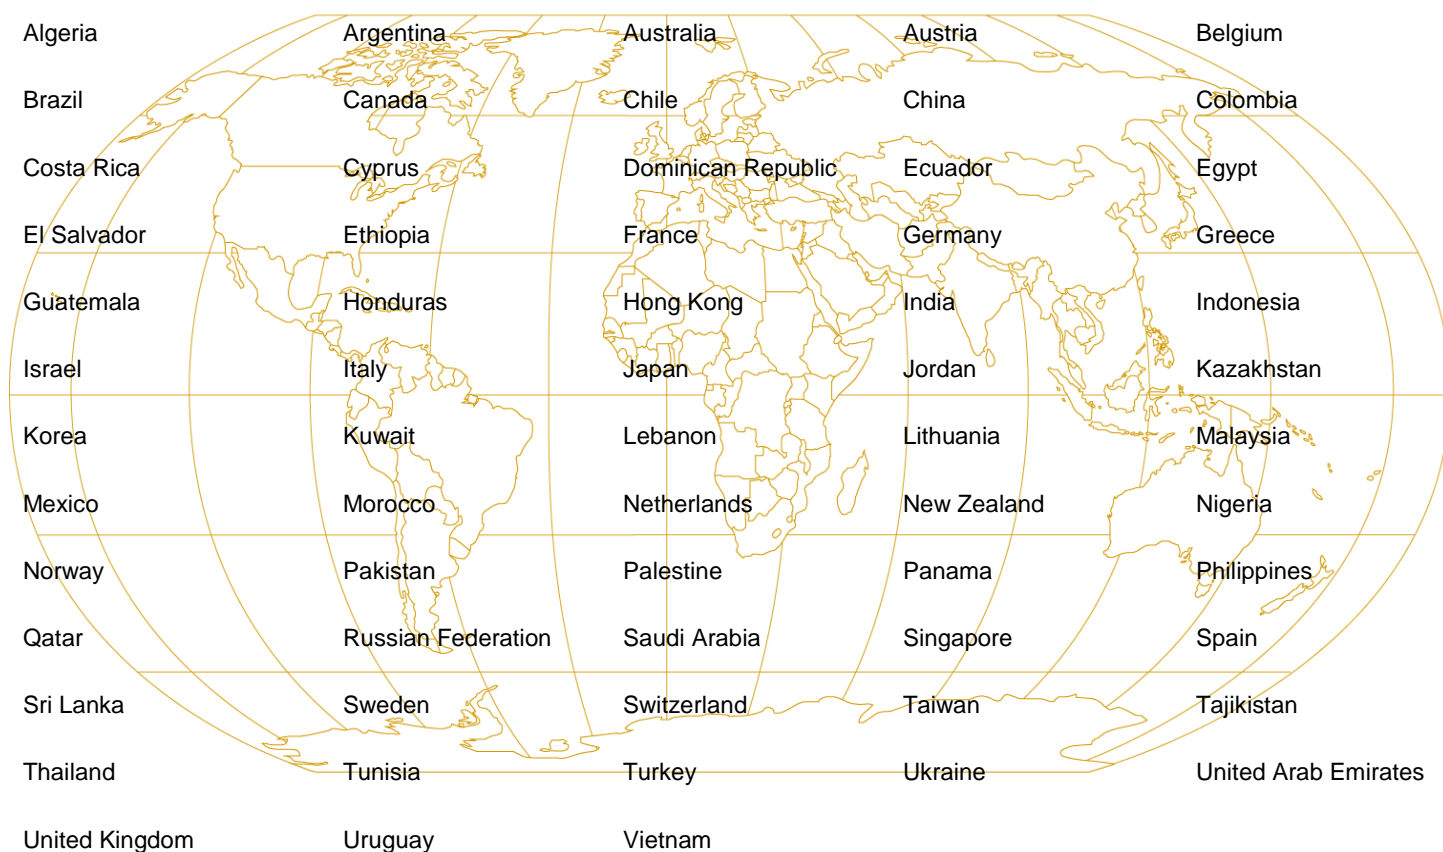 Algeria Argentina Australia Austria Belgium
Brazil Canada Chile China Colombia
Costa Rica Cyprus Dominican Republic Ecuador Egypt
El Salvador Ethiopia France Germany Greece
Guatemala Honduras Hong Kong India Indonesia
Israel Italy Japan Jordan Kazakhstan
Korea Kuwait Lebanon Lithuania Malaysia
Mexico Morocco Netherlands New Zealand Nigeria
Norway Pakistan Palestine Panama Philippines
Qatar Russian Federation Saudi Arabia Singapore Spain
Sri Lanka Sweden Switzerland Taiwan Tajikistan
Thailand Tunisia Turkey Ukraine United Arab Emirates
United Kingdom Uruguay Vietnam